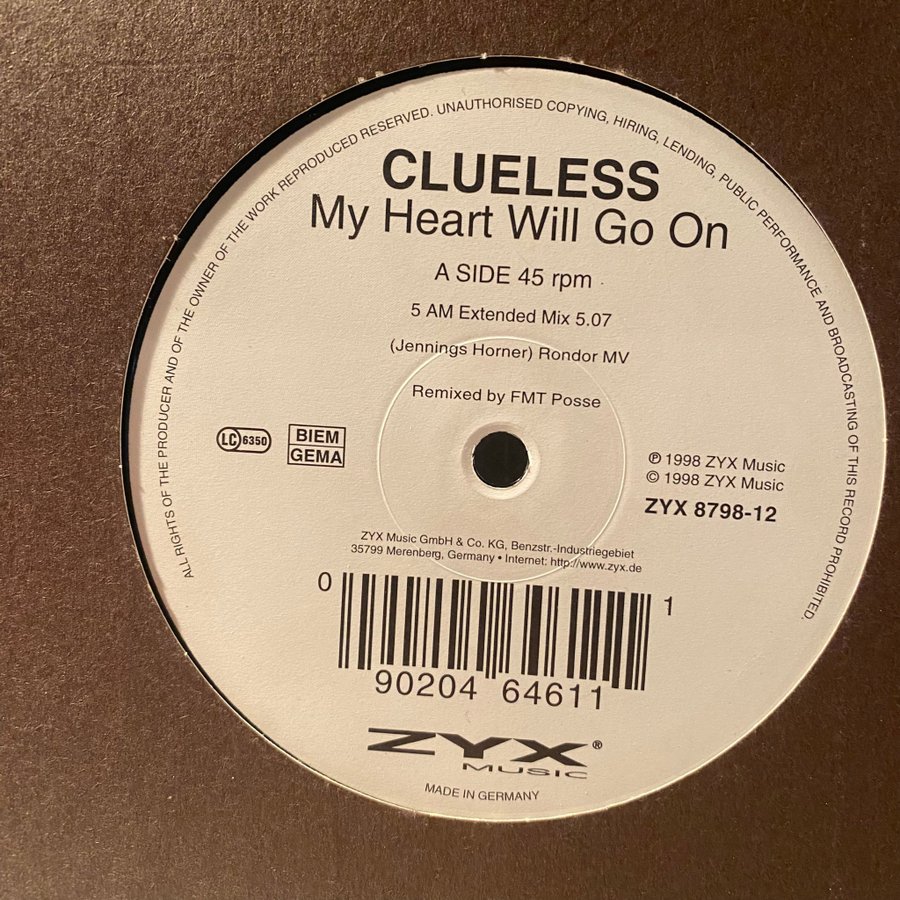 ALL RIGHTS OF THE PRODUCER AND OF THE OWNER OF THE WORK REPRODUCED RESERVED. UNAUTHORISED COPYING, HIRING, LENDING, PUBLIC PERFORMANCE AND BROADCASTING OF THIS RECORD PROHIBITED.
CLUELESS
My Heart Will Go On
A SIDE 45 rpm
5 AM Extended Mix 5.07
(Jennings Horner) Rondor MV
Remixed by FMT Posse
LC 6350
BIEM
GEMA
℗ 1998 ZYX Music
© 1998 ZYX Music
ZYX 8798-12
ZYX Music GmbH & Co. KG, Benzstr.-Industriegebiet
35799 Merenberg, Germany • Internet: http://www.zyx.de
0 90204 64611 1
ZYX®
MUSIC
MADE IN GERMANY